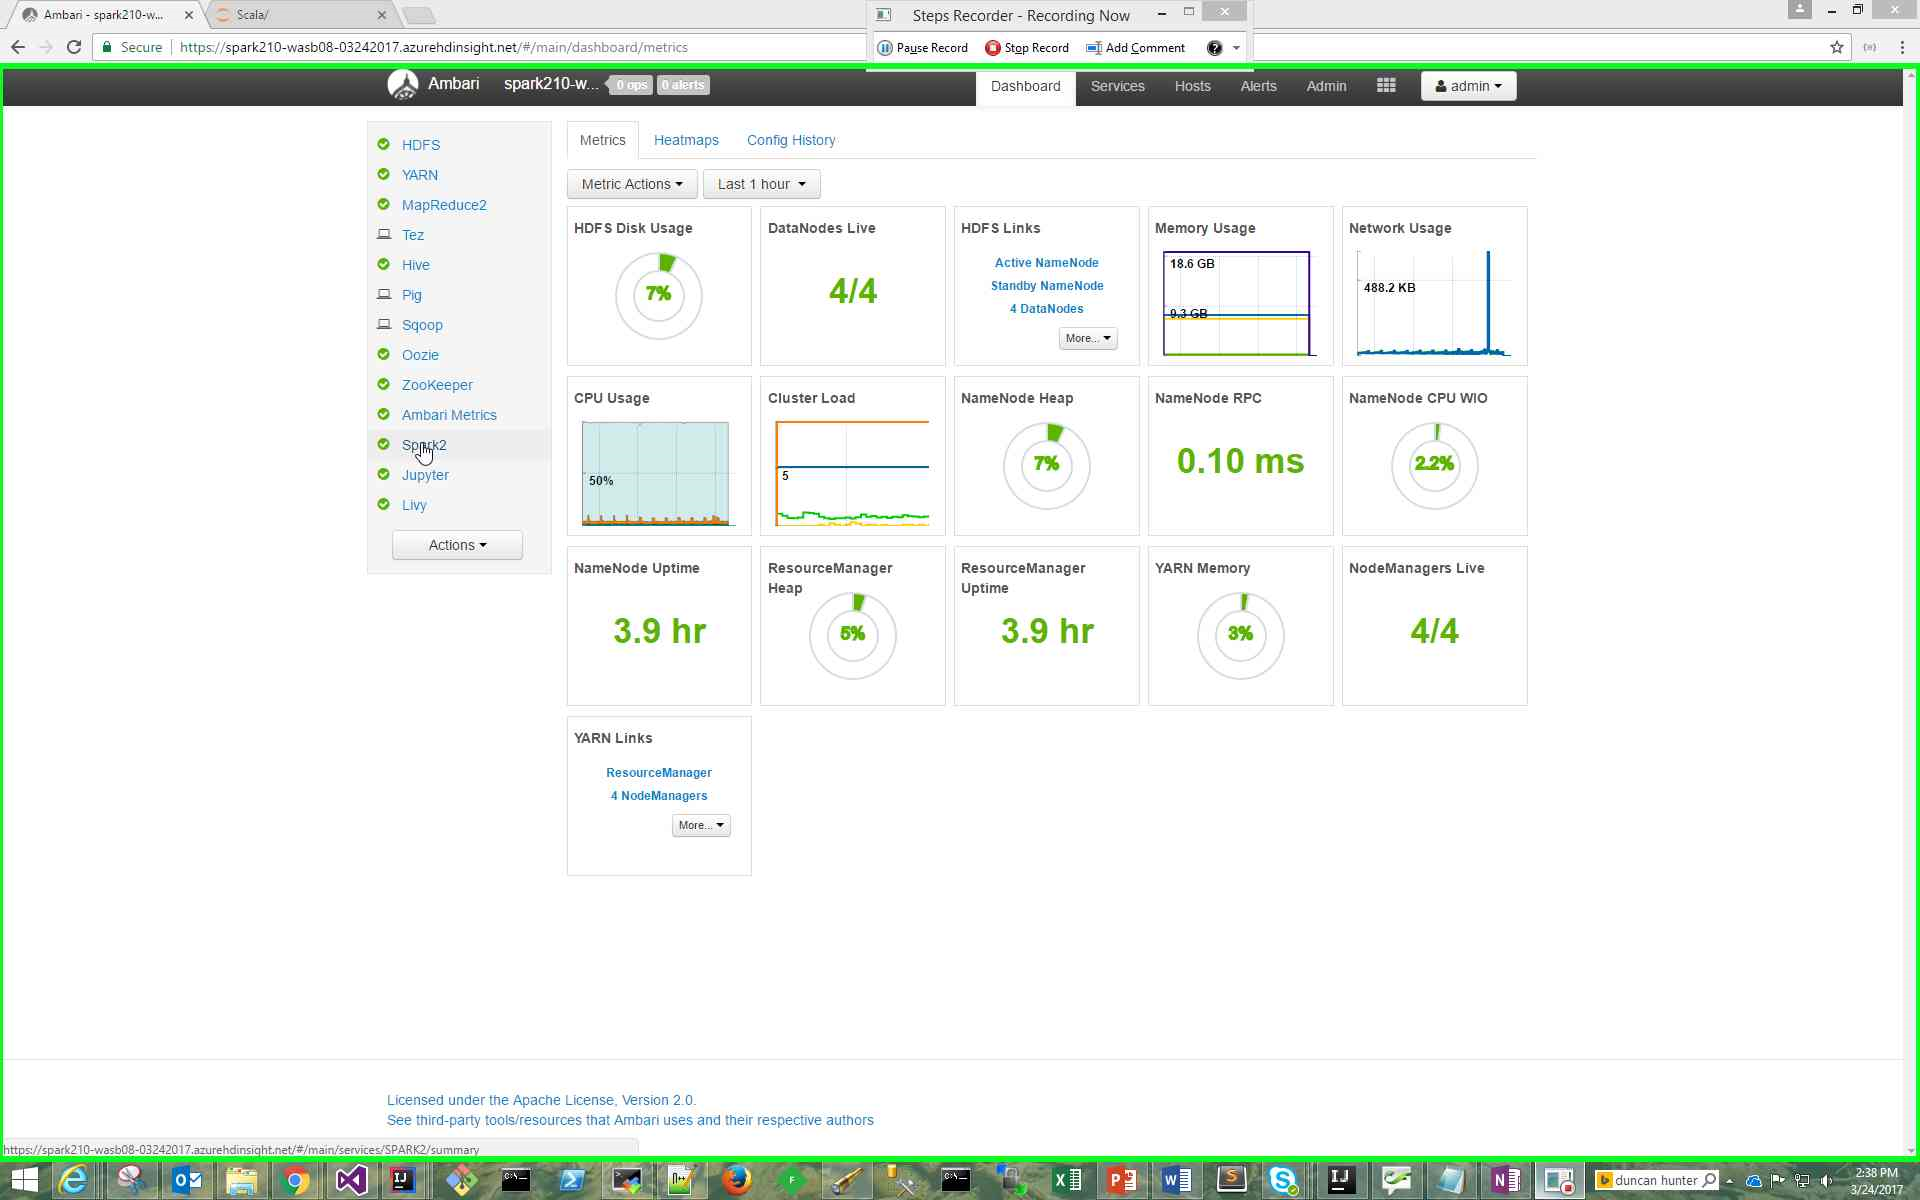 Ambari - spark210-w...
Scala/
Steps Recorder - Recording Now
Pause Record
Stop Record
Add Comment
Secure
https://spark210-wasb08-03242017.azurehdinsight.net/#/main/dashboard/metrics
Ambari
spark210-w...
0 ops
0 alerts
Dashboard
Services
Hosts
Alerts
Admin
admin
HDFS
YARN
MapReduce2
Tez
Hive
Pig
Sqoop
Oozie
ZooKeeper
Ambari Metrics
Spark2
Jupyter
Livy
Actions
Metrics
Heatmaps
Config History
Metric Actions
Last 1 hour
HDFS Disk Usage
7%
DataNodes Live
4/4
HDFS Links
Active NameNode
Standby NameNode
4 DataNodes
More...
Memory Usage
18.6 GB
9.3 GB
Network Usage
488.2 KB
CPU Usage
50%
Cluster Load
5
NameNode Heap
7%
NameNode RPC
0.10 ms
NameNode CPU WIO
2.2%
NameNode Uptime
3.9 hr
ResourceManager
Heap
5%
ResourceManager
Uptime
3.9 hr
YARN Memory
3%
NodeManagers Live
4/4
YARN Links
ResourceManager
4 NodeManagers
More...
Licensed under the Apache License, Version 2.0.
See third-party tools/resources that Ambari uses and their respective authors
https://spark210-wasb08-03242017.azurehdinsight.net/#/main/services/SPARK2/summary
duncan hunter
2:38 PM
3/24/2017